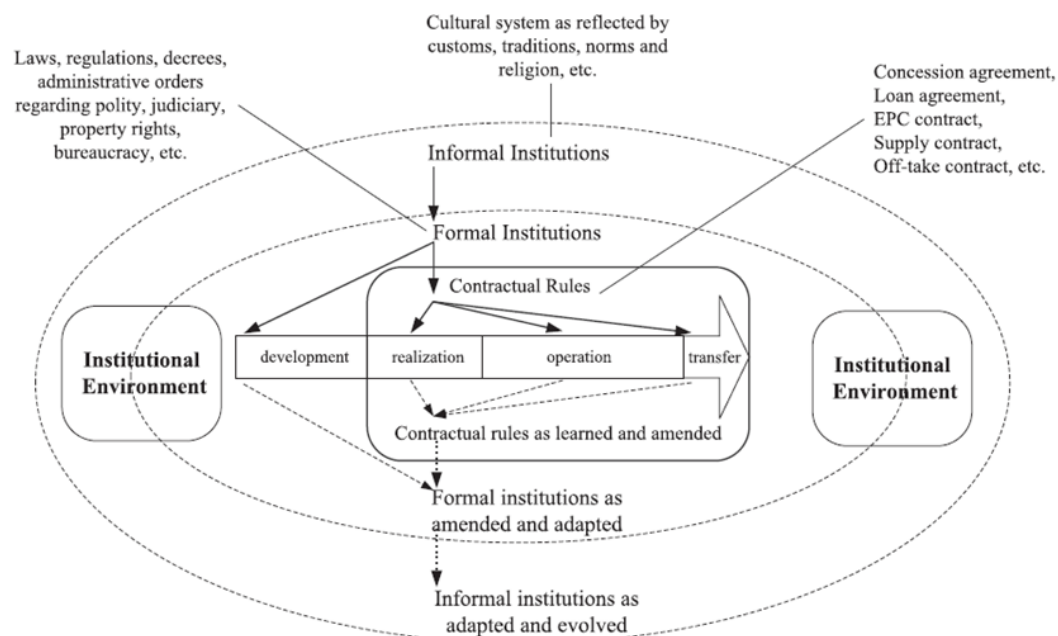 Cultural system as reflected by
customs, traditions, norms and
religion, etc.
Laws, regulations, decrees,
administrative orders
regarding polity, judiciary,
property rights,
bureaucracy, etc.
Concession agreement,
Loan agreement,
EPC contract,
Supply contract,
Off-take contract, etc.
Informal Institutions
Formal Institutions
Contractual Rules
Institutional
Environment
development
realization
operation
transfer
Institutional
Environment
Contractual rules as learned and amended
Formal institutions as
amended and adapted
Informal institutions as
adapted and evolved